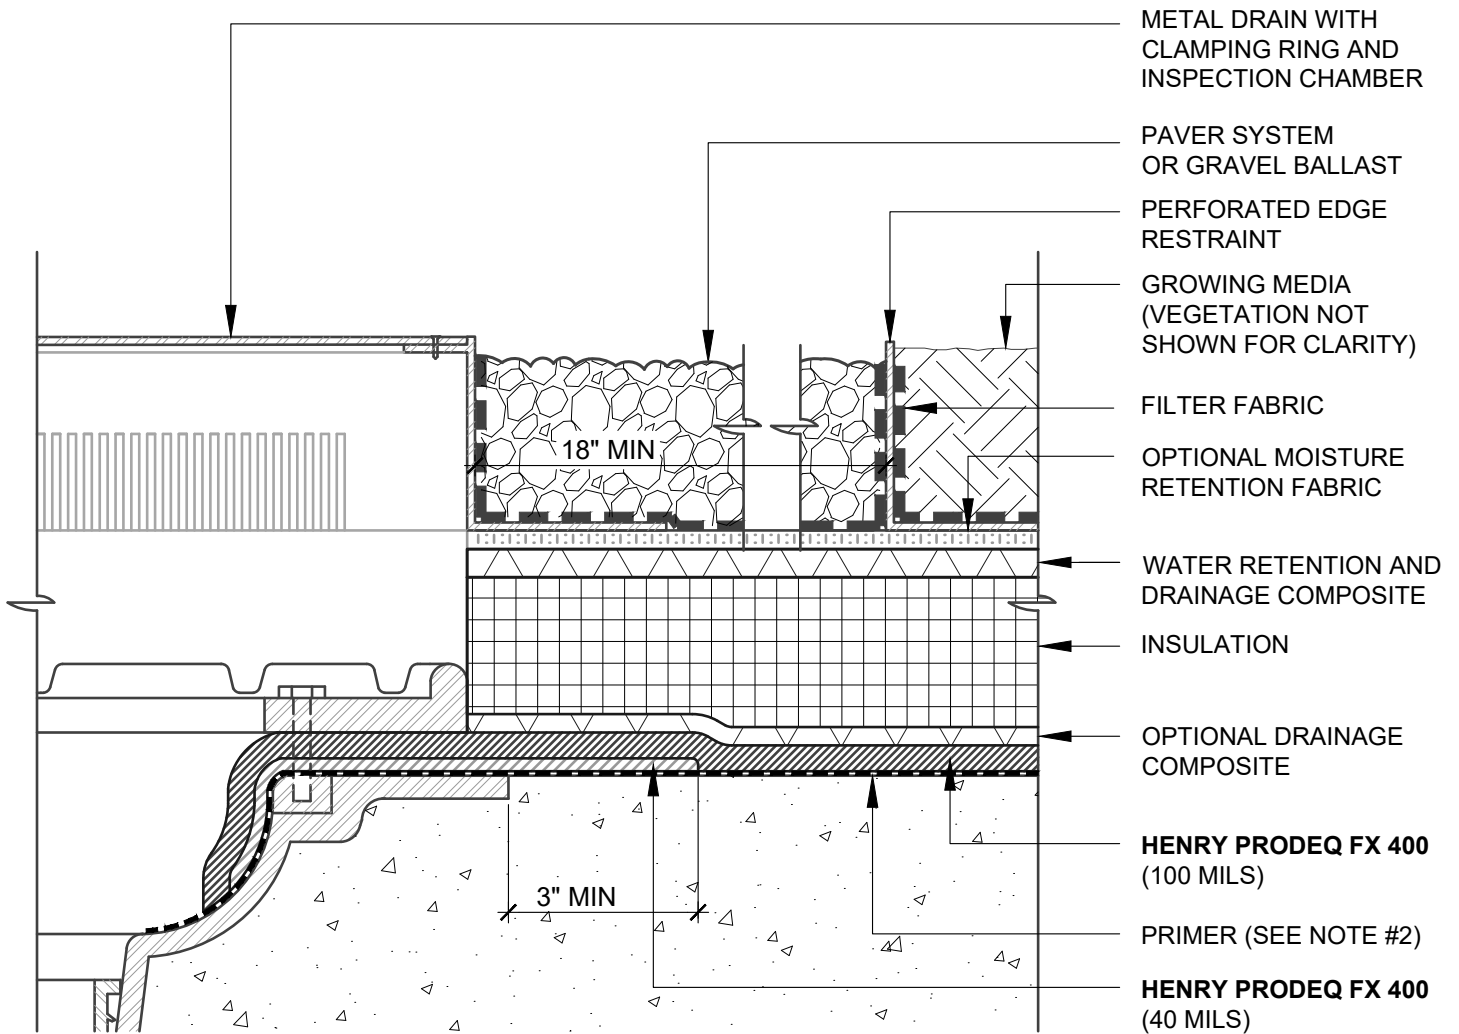 METAL DRAIN WITH
CLAMPING RING AND
INSPECTION CHAMBER
PAVER SYSTEM
OR GRAVEL BALLAST
PERFORATED EDGE
RESTRAINT
GROWING MEDIA
(VEGETATION NOT
SHOWN FOR CLARITY)
FILTER FABRIC
18" MIN
OPTIONAL MOISTURE
RETENTION FABRIC
WATER RETENTION AND
DRAINAGE COMPOSITE
INSULATION
OPTIONAL DRAINAGE
COMPOSITE
HENRY PRODEQ FX 400
(100 MILS)
3" MIN
PRIMER (SEE NOTE #2)
HENRY PRODEQ FX 400
(40 MILS)